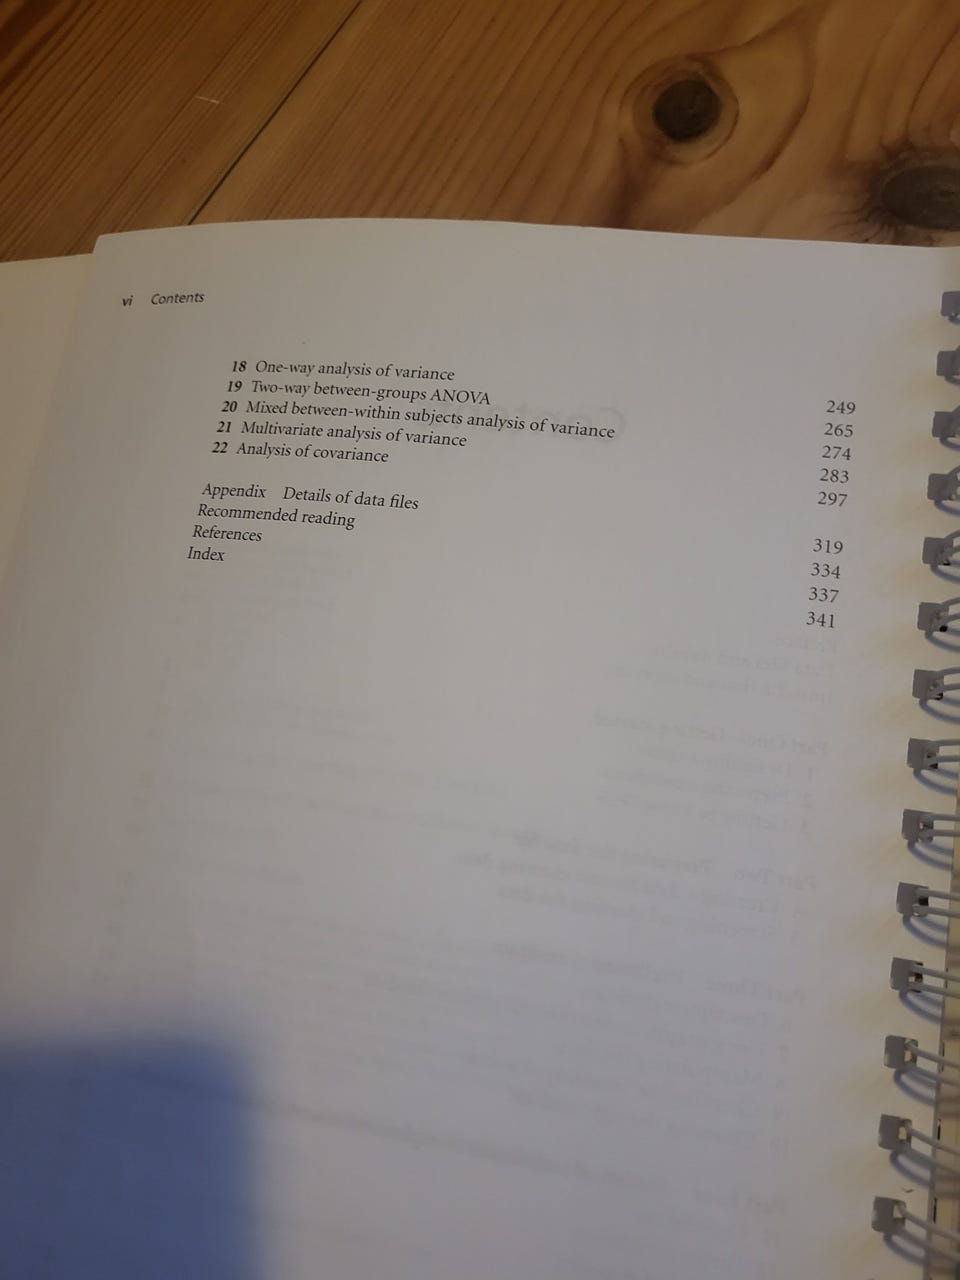 vi Contents
18 One-way analysis of variance 249
19 Two-way between-groups ANOVA 265
20 Mixed between-within subjects analysis of variance 274
21 Multivariate analysis of variance 283
22 Analysis of covariance 297
Appendix Details of data files 319
Recommended reading 334
References 337
Index 341